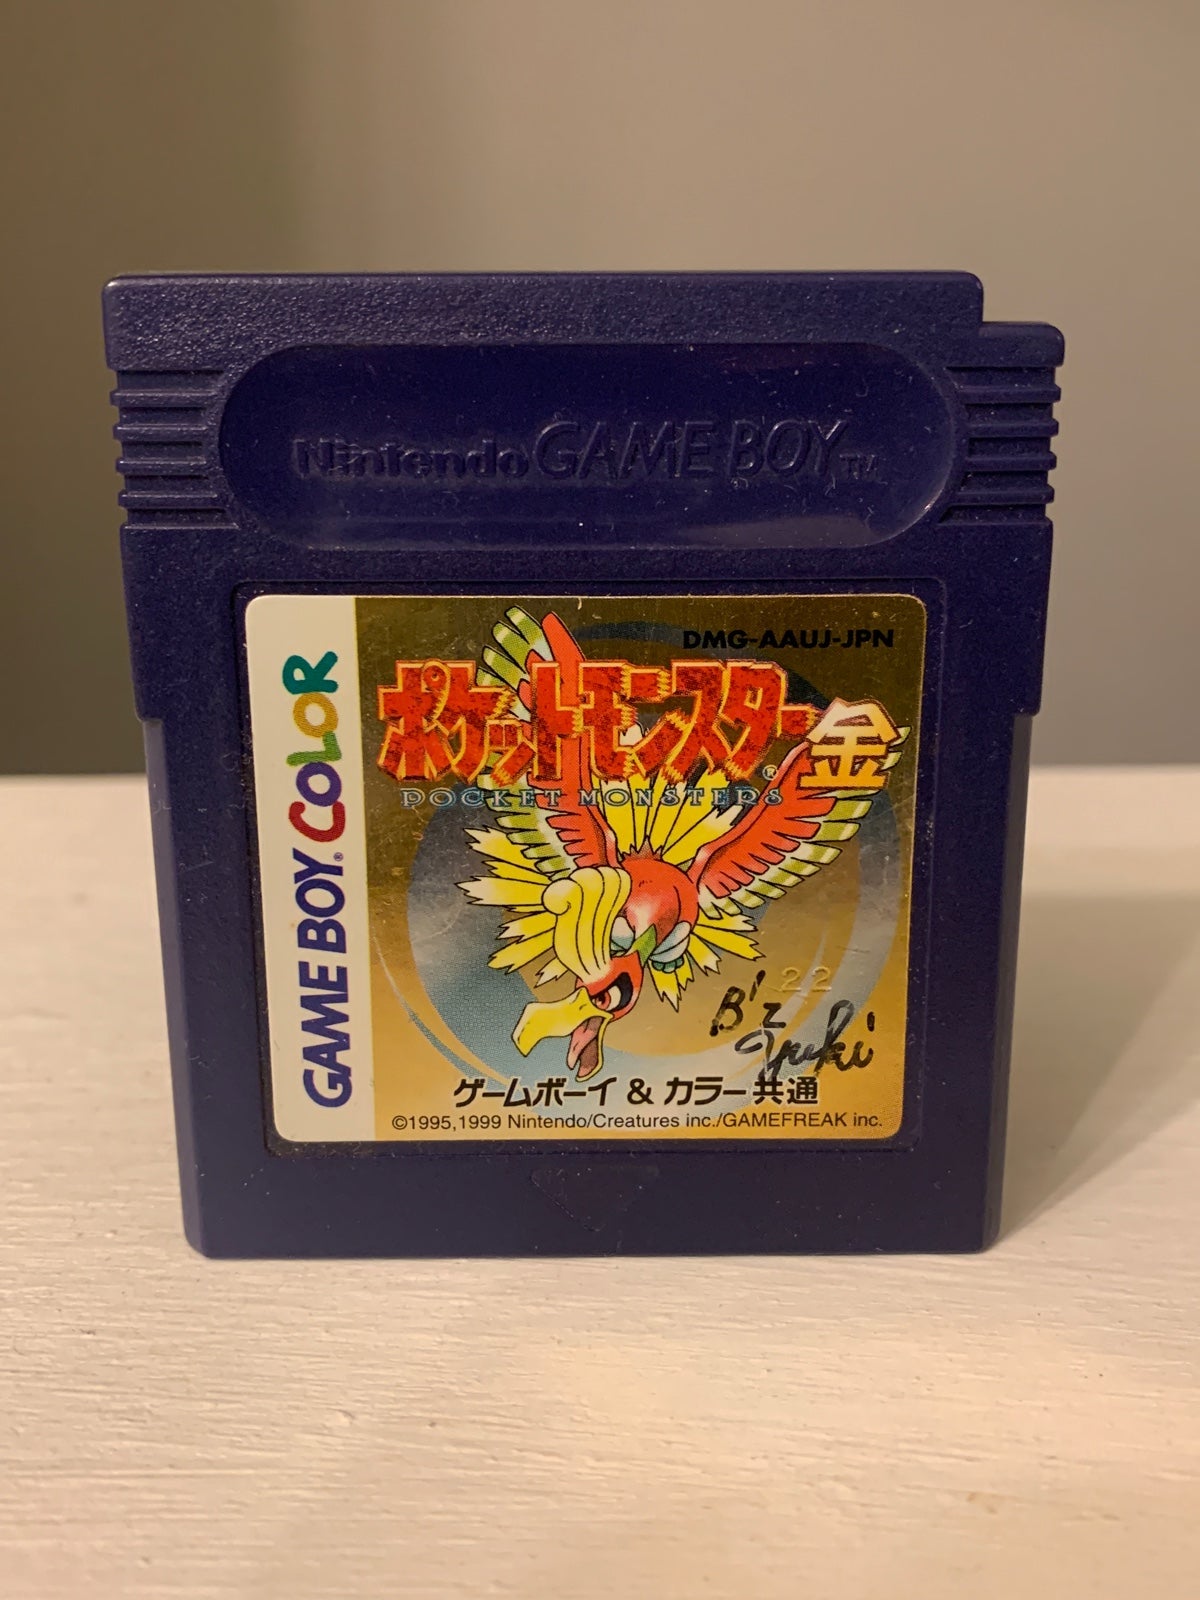 Nintendo GAME BOY™
GAME BOY® COLOR
DMG-AAUJ-JPN
ポケットモンスター®金
POCKET MONSTERS
22
B'z
yuki
ゲームボーイ & カラー共通
©1995,1999 Nintendo/Creatures inc./GAMEFREAK inc.